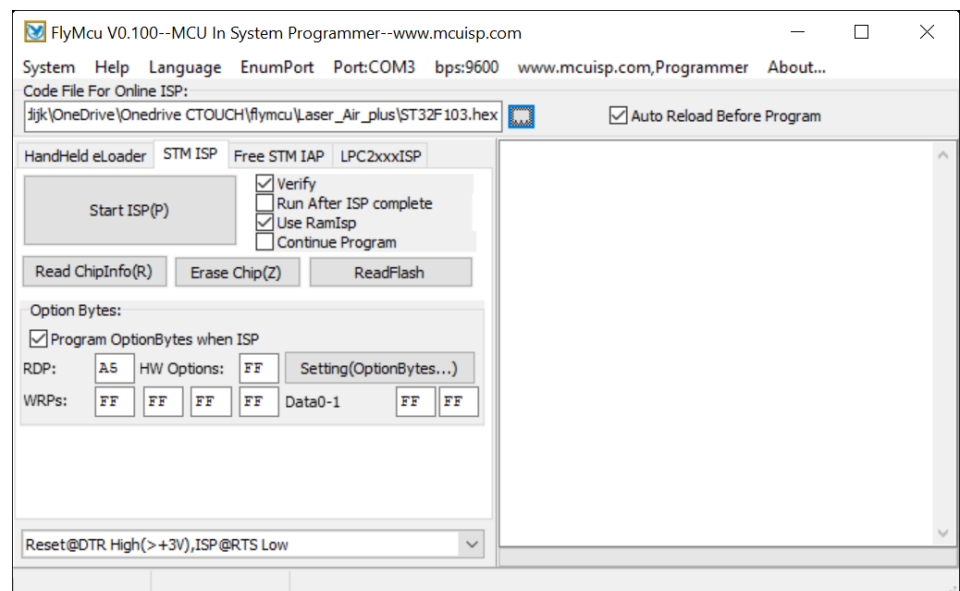 FlyMcu V0.100--MCU In System Programmer--www.mcuisp.com
System Help Language EnumPort Port:COM3 bps:9600 www.mcuisp.com,Programmer About...
Code File For Online ISP:
dijk\OneDrive\Onedrive CTOUCH\flymcu\Laser_Air_plus\ST32F103.hex ... Auto Reload Before Program
HandHeld eLoader STM ISP Free STM IAP LPC2xxxISP
Start ISP(P)
Verify
Run After ISP complete
Use RamIsp
Continue Program
Read ChipInfo(R) Erase Chip(Z) ReadFlash
Option Bytes:
Program OptionBytes when ISP
RDP: A5 HW Options: FF Setting(OptionBytes...)
WRPs: FF FF FF FF Data0-1 FF FF
Reset@DTR High(>+3V),ISP@RTS Low